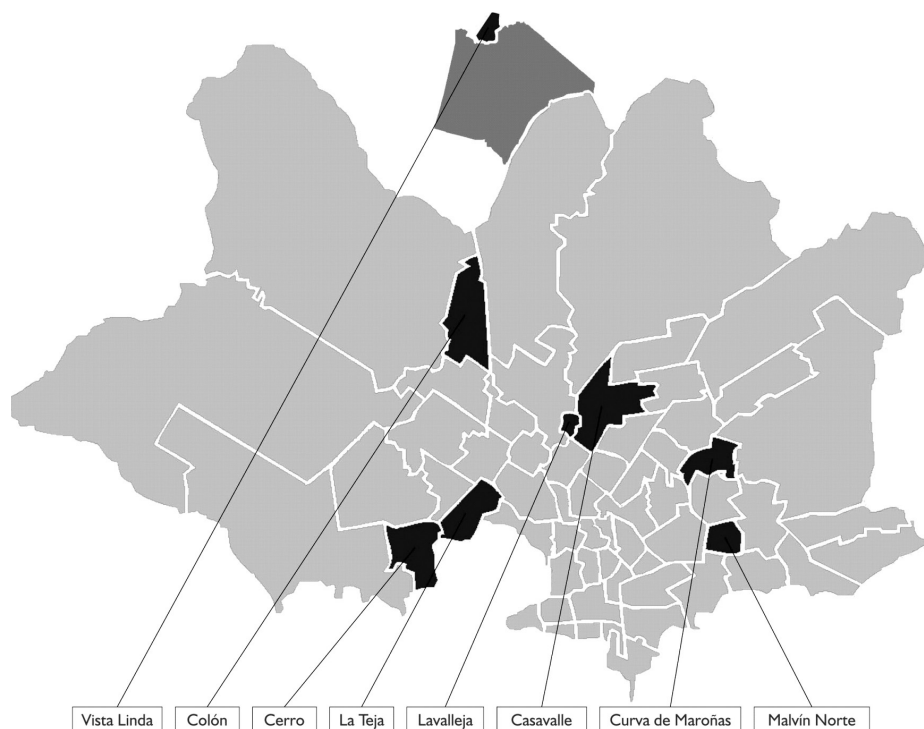 Vista Linda
Colón
Cerro
La Teja
Lavalleja
Casavalle
Curva de Maroñas
Malvín Norte